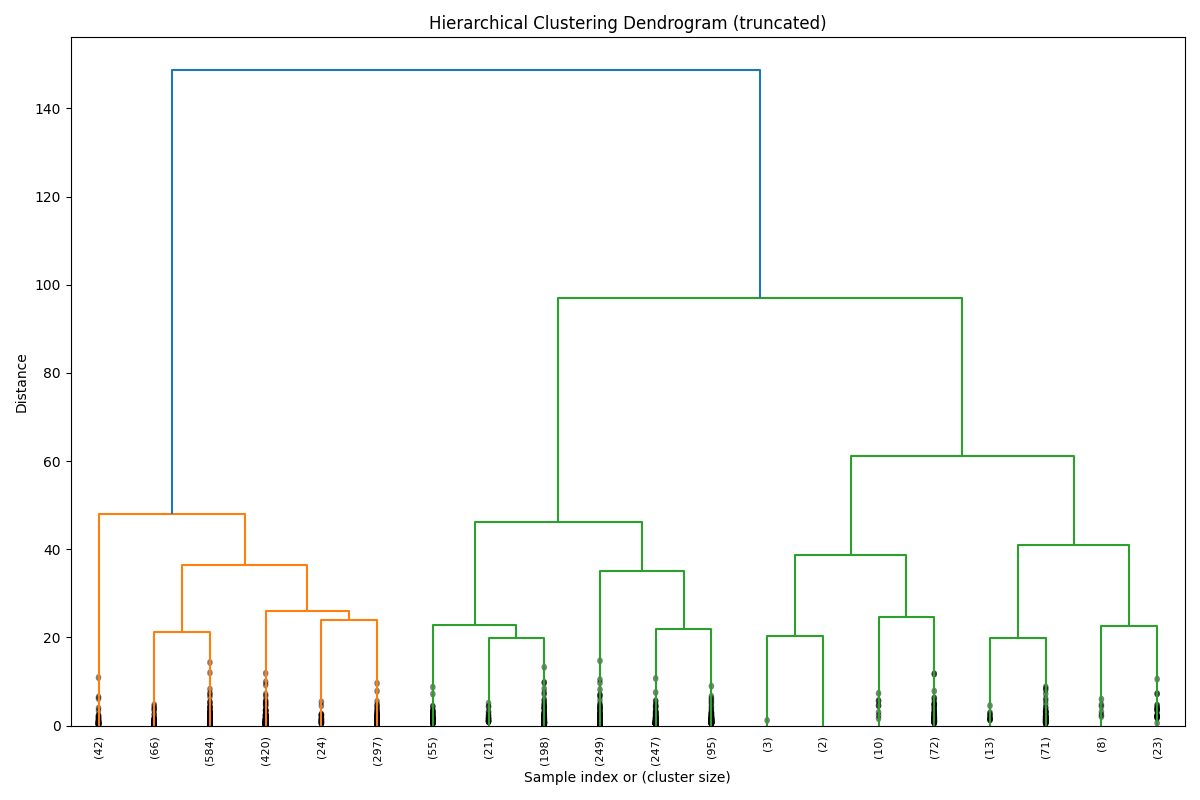 Hierarchical Clustering Dendrogram (truncated)
140
120
100
80
60
40
20
0
Distance
(42) (66) (584) (420) (24) (297) (55) (21) (198) (249) (247) (95) (3) (2) (10) (72) (13) (71) (8) (23)
Sample index or (cluster size)